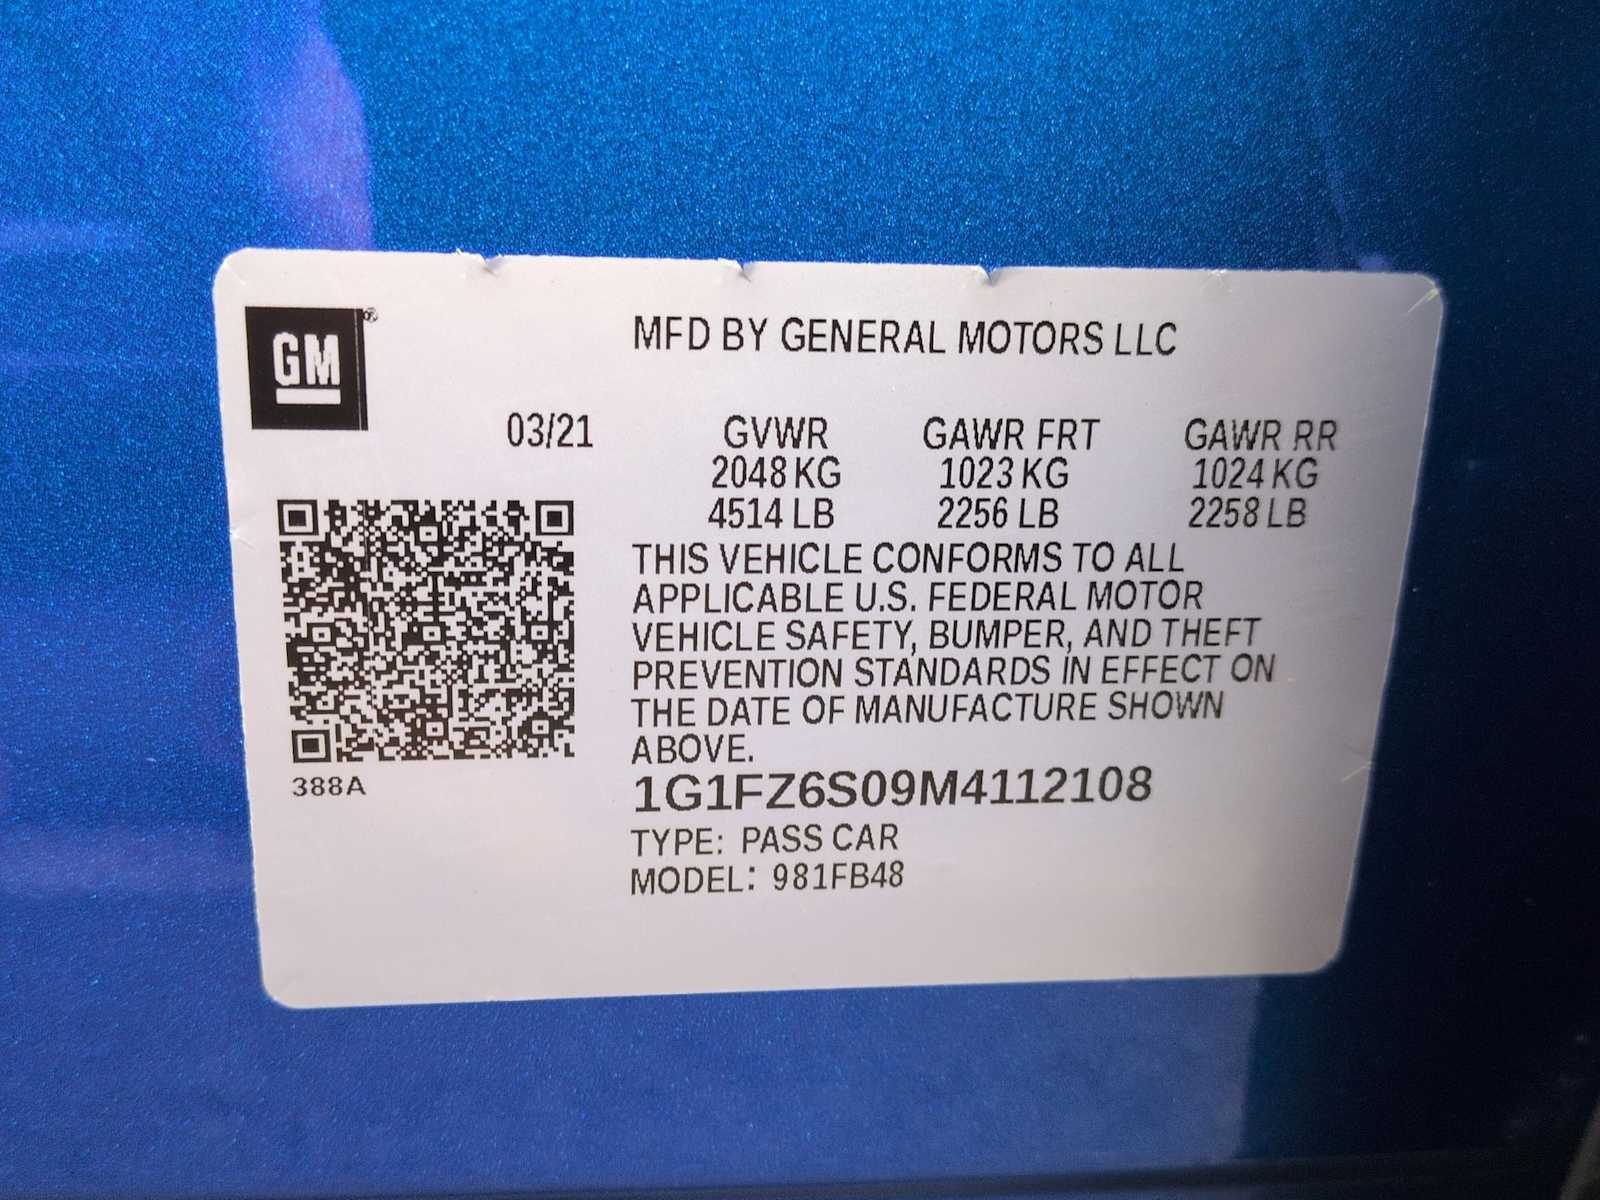 GM®
MFD BY GENERAL MOTORS LLC
03/21 GVWR GAWR FRT GAWR RR
2048 KG 1023 KG 1024 KG
4514 LB 2256 LB 2258 LB
THIS VEHICLE CONFORMS TO ALL
APPLICABLE U.S. FEDERAL MOTOR
VEHICLE SAFETY, BUMPER, AND THEFT
PREVENTION STANDARDS IN EFFECT ON
THE DATE OF MANUFACTURE SHOWN
ABOVE.
388A
1G1FZ6S09M4112108
TYPE: PASS CAR
MODEL: 981FB48